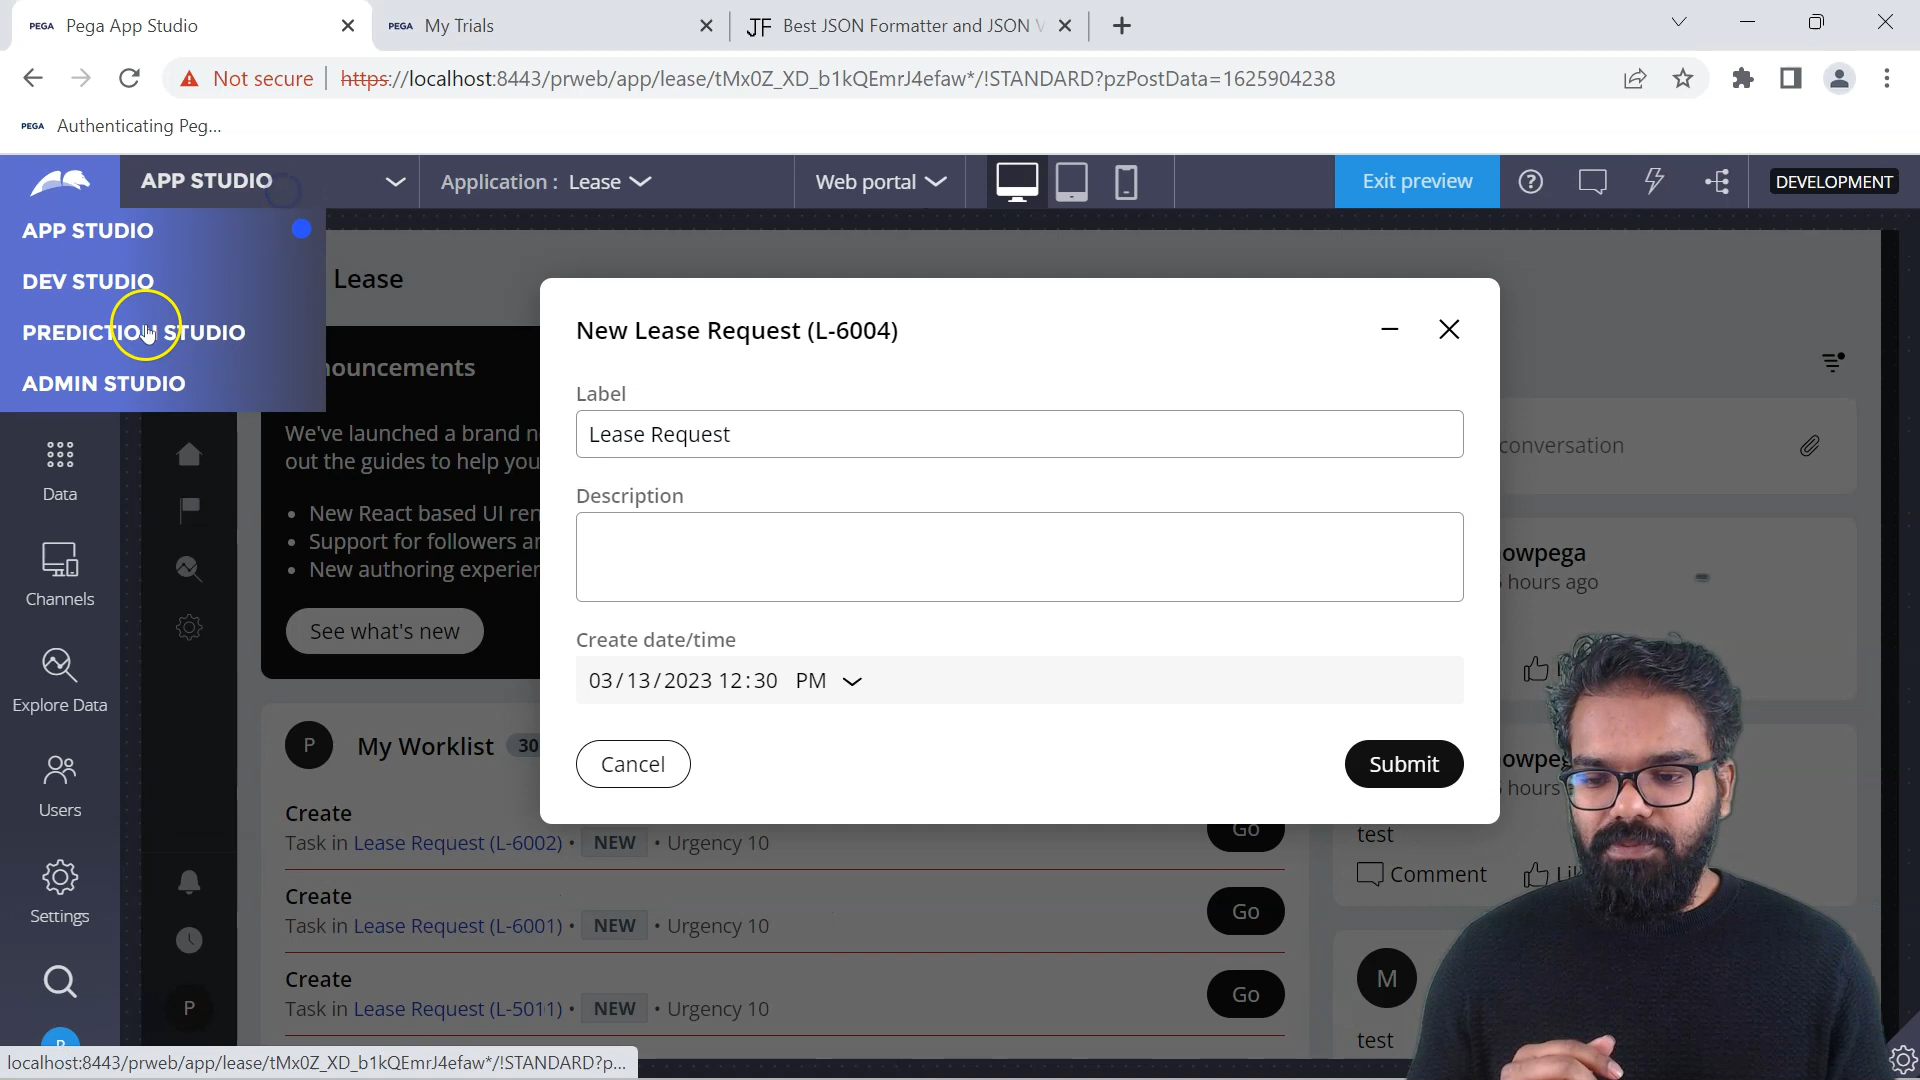 PEGA Pega App Studio
PEGA My Trials
JF Best JSON Formatter and JSON V
Not secure https://localhost:8443/prweb/app/lease/tMx0Z_XD_b1kQEmrJ4efaw*/!STANDARD?pzPostData=1625904238
PEGA Authenticating Peg...
APP STUDIO
Application : Lease
Web portal
Exit preview
DEVELOPMENT
APP STUDIO
DEV STUDIO
PREDICTION STUDIO
ADMIN STUDIO
Data
Channels
Explore Data
Users
Settings
P
Lease
nouncements
We've launched a brand n
out the guides to help you
• New React based UI ren
• Support for followers ar
• New authoring experier
See what's new
P My Worklist 30
Create
Task in Lease Request (L-6002) • NEW • Urgency 10
Go
Create
Task in Lease Request (L-6001) • NEW • Urgency 10
Go
Create
Task in Lease Request (L-5011) • NEW • Urgency 10
Go
New Lease Request (L-6004)
Label
Lease Request
Description
Create date/time
03/13/2023 12:30 PM
Cancel
Submit
conversation
owpega
hours ago
owpe
hours
test
Comment Li
M
test
localhost:8443/prweb/app/lease/tMx0Z_XD_b1kQEmrJ4efaw*/!STANDARD?p...